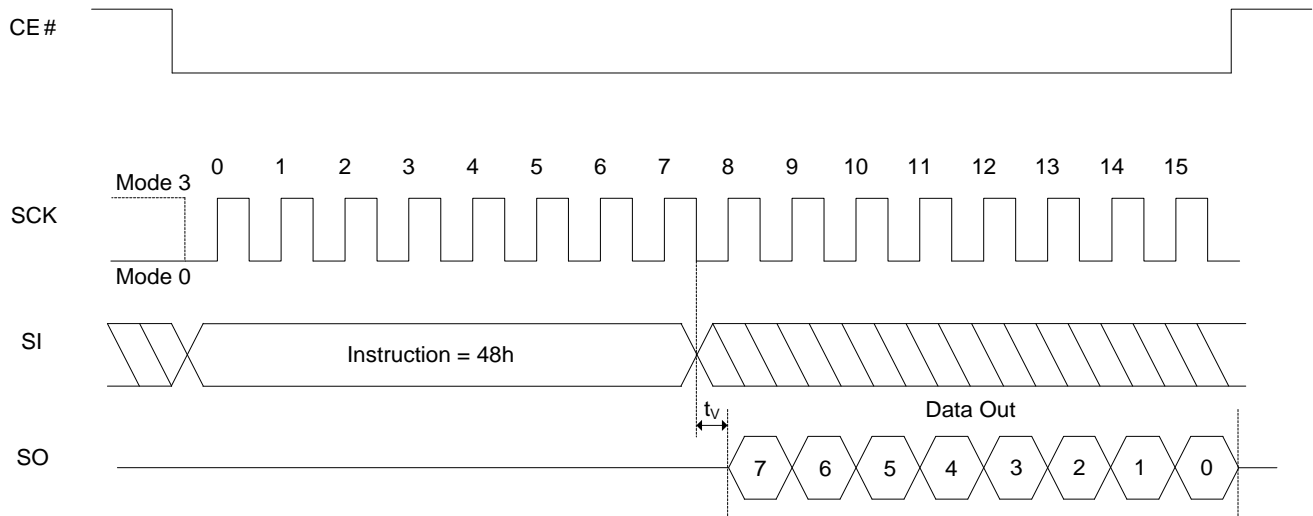 CE #
0 1 2 3 4 5 6 7 8 9 10 11 12 13 14 15
Mode 3
SCK
Mode 0
SI
Instruction = 48h
tV
Data Out
SO
7 6 5 4 3 2 1 0